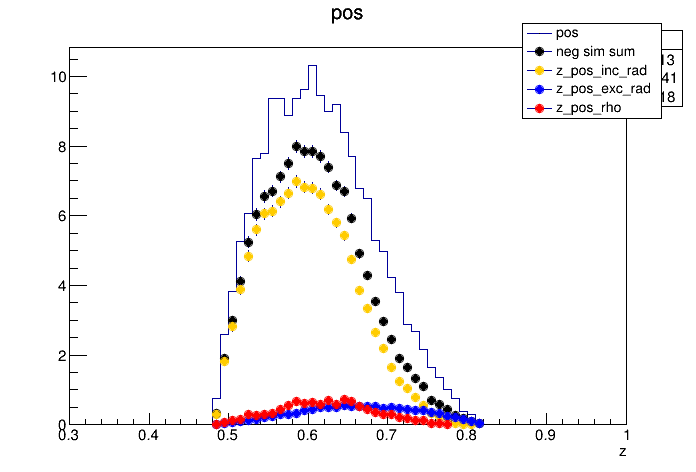 pos
pos
neg sim sum
z_pos_inc_rad
z_pos_exc_rad
z_pos_rho
13
41
18
10
8
6
4
2
0
0.3 0.4 0.5 0.6 0.7 0.8 0.9 1
z